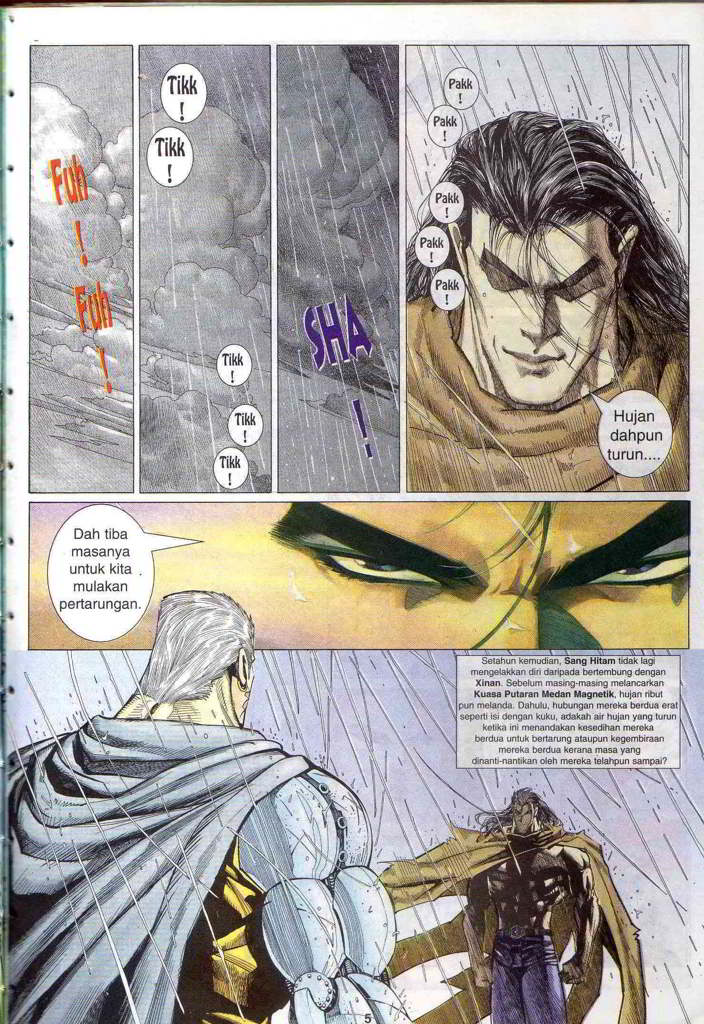 Fuh
!
Fuh
!
Tikk
!
Tikk
!
Tikk
!
Tikk
!
Tikk
!
SHA
!
Pakk
!
Pakk
!
Pakk
!
Pakk
!
Pakk
!
Hujan
dahpun
turun....
Dah tiba
masanya
untuk kita
mulakan
pertarungan.
Setahun kemudian, Sang Hitam tidak lagi
mengelakkan diri daripada bertembung dengan
Xinan. Sebelum masing-masing melancarkan
Kuasa Putaran Medan Magnetik, hujan ribut
pun melanda. Dahulu, hubungan mereka berdua erat
seperti isi dengan kuku, adakah air hujan yang turun
ketika ini menandakan kesedihan mereka
berdua untuk bertarung ataupun kegembiraan
mereka berdua kerana masa yang
dinanti-nantikan oleh mereka telahpun sampai?
5